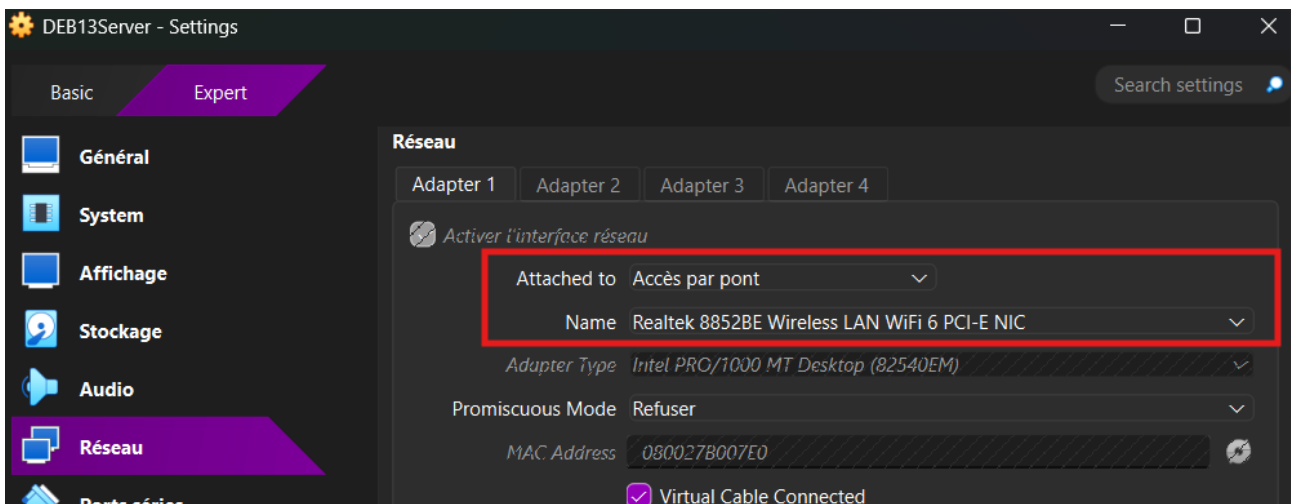 DEB13Server - Settings
Basic Expert Search settings
Général
System
Affichage
Stockage
Audio
Réseau
Ports séries
Réseau
Adapter 1 Adapter 2 Adapter 3 Adapter 4
Activer l'interface réseau
Attached to Accès par pont
Name Realtek 8852BE Wireless LAN WiFi 6 PCI-E NIC
Adapter Type Intel PRO/1000 MT Desktop (82540EM)
Promiscuous Mode Refuser
MAC Address 080027B007E0
Virtual Cable Connected